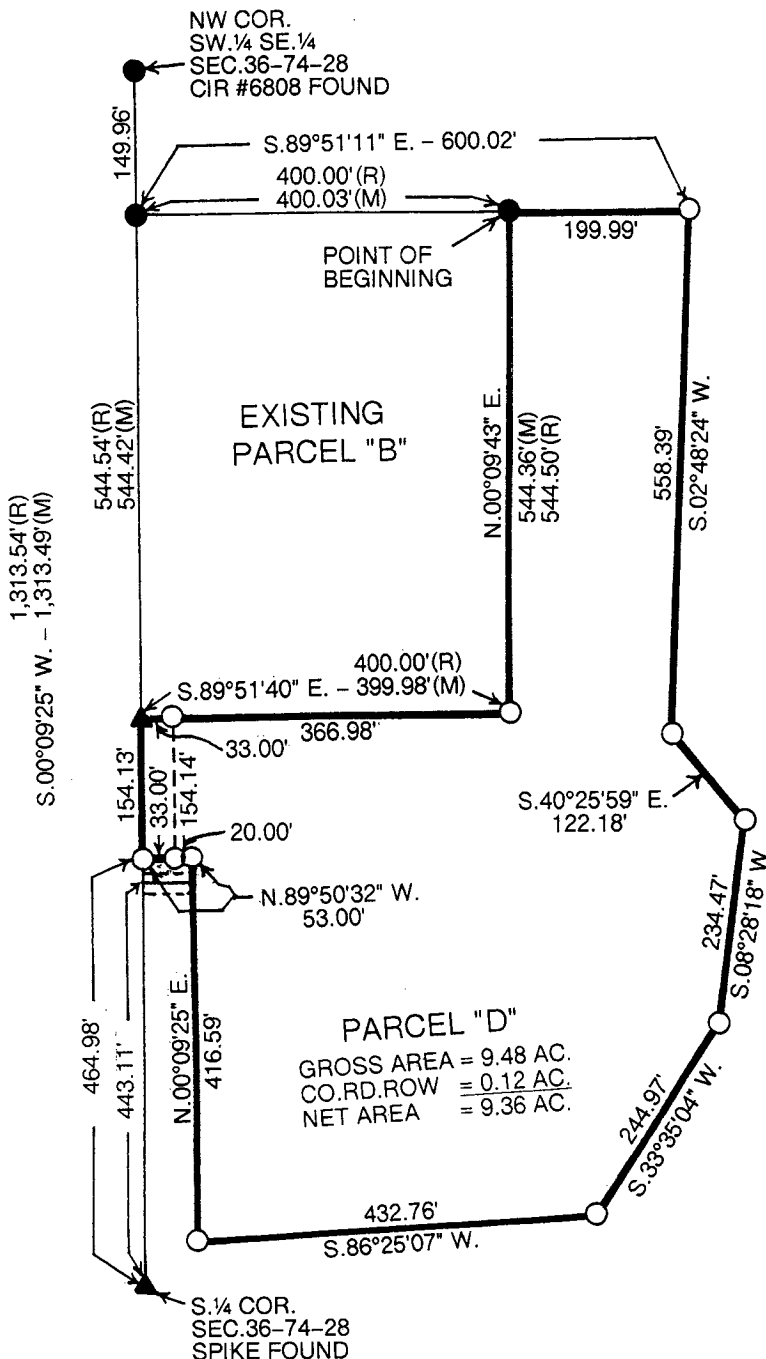 NW COR.
SW.¼ SE.¼
SEC.36-74-28
CIR #6808 FOUND
149.96'
S.89°51'11" E. - 600.02'
400.00'(R)
400.03'(M)
199.99'
POINT OF
BEGINNING
EXISTING
PARCEL "B"
544.54'(R)
544.42'(M)
N.00°09'43" E.
544.36'(M)
544.50'(R)
558.39'
S.02°48'24" W.
1,313.54'(R)
S.00°09'25" W. - 1,313.49'(M)
400.00'(R)
S.89°51'40" E. - 399.98'(M)
366.98'
33.00'
154.13'
33.00'
154.14'
20.00'
S.40°25'59" E.
122.18'
N.89°50'32" W.
53.00'
234.47'
S.08°28'18" W
464.98'
443.11'
N.00°09'25" E.
416.59'
PARCEL "D"
GROSS AREA = 9.48 AC.
CO.RD.ROW = 0.12 AC.
NET AREA = 9.36 AC.
244.97'
S.33°35'04" W.
432.76'
S.86°25'07" W.
S.¼ COR.
SEC.36-74-28
SPIKE FOUND